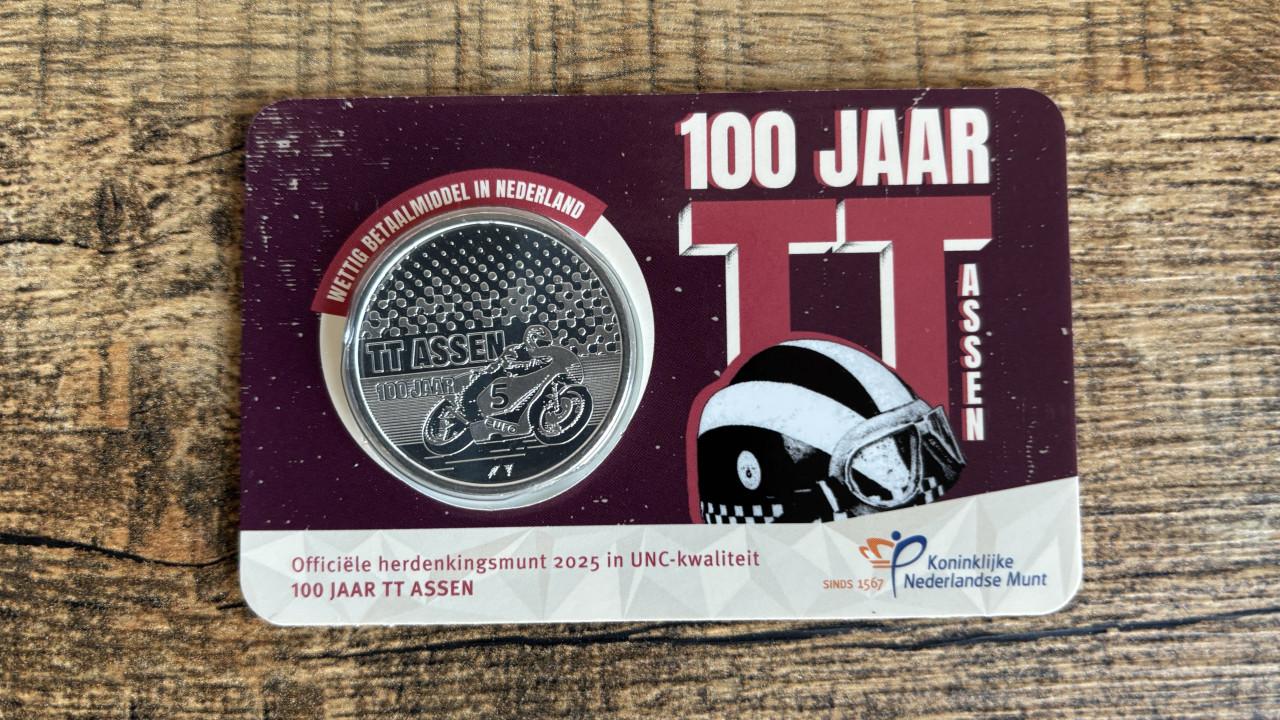 100 JAAR
TT
ASSEN
WETTIG BETAALMIDDEL IN NEDERLAND
TT ASSEN
100 JAAR
5
EURO
Officiële herdenkingsmunt 2025 in UNC-kwaliteit
100 JAAR TT ASSEN
SINDS 1567
Koninklijke
Nederlandse Munt